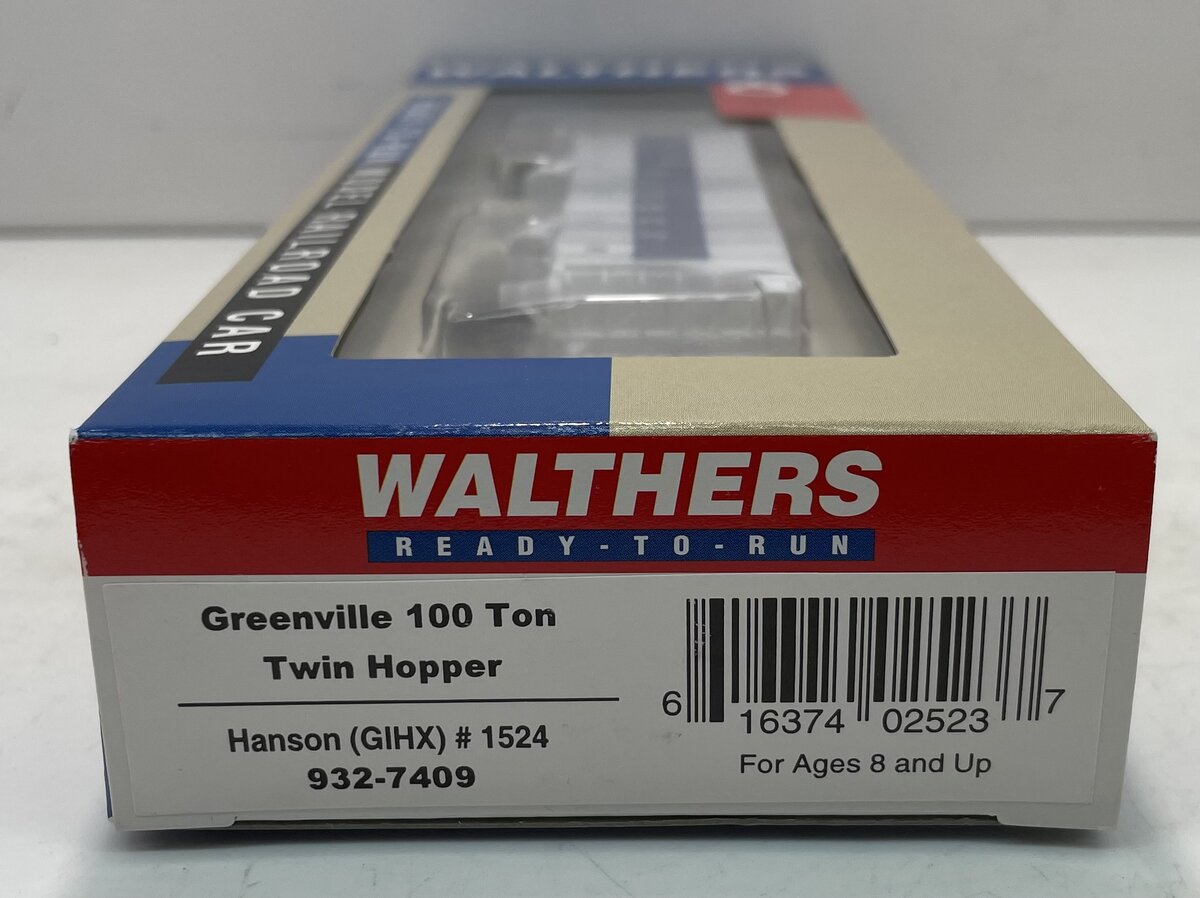 WALTHERS
MODEL RAILROAD CAR
WALTHERS
READY-TO-RUN
Greenville 100 Ton
Twin Hopper
Hanson (GIHX) # 1524
932-7409
6 16374 02523 7
For Ages 8 and Up